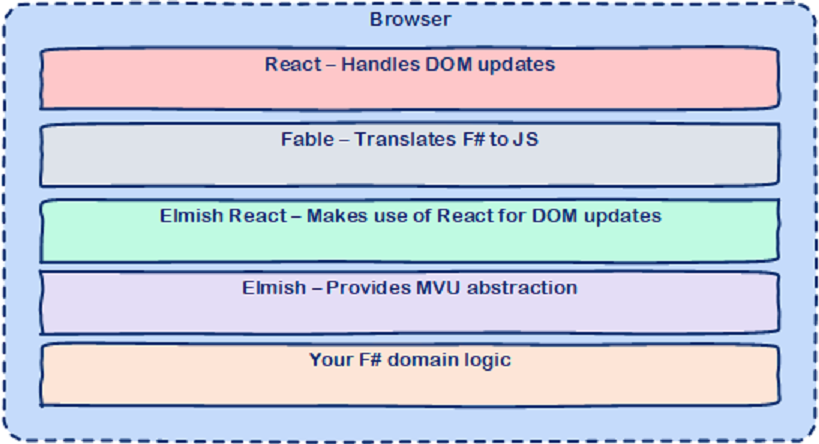 Browser
React – Handles DOM updates
Fable – Translates F# to JS
Elmish React – Makes use of React for DOM updates
Elmish – Provides MVU abstraction
Your F# domain logic